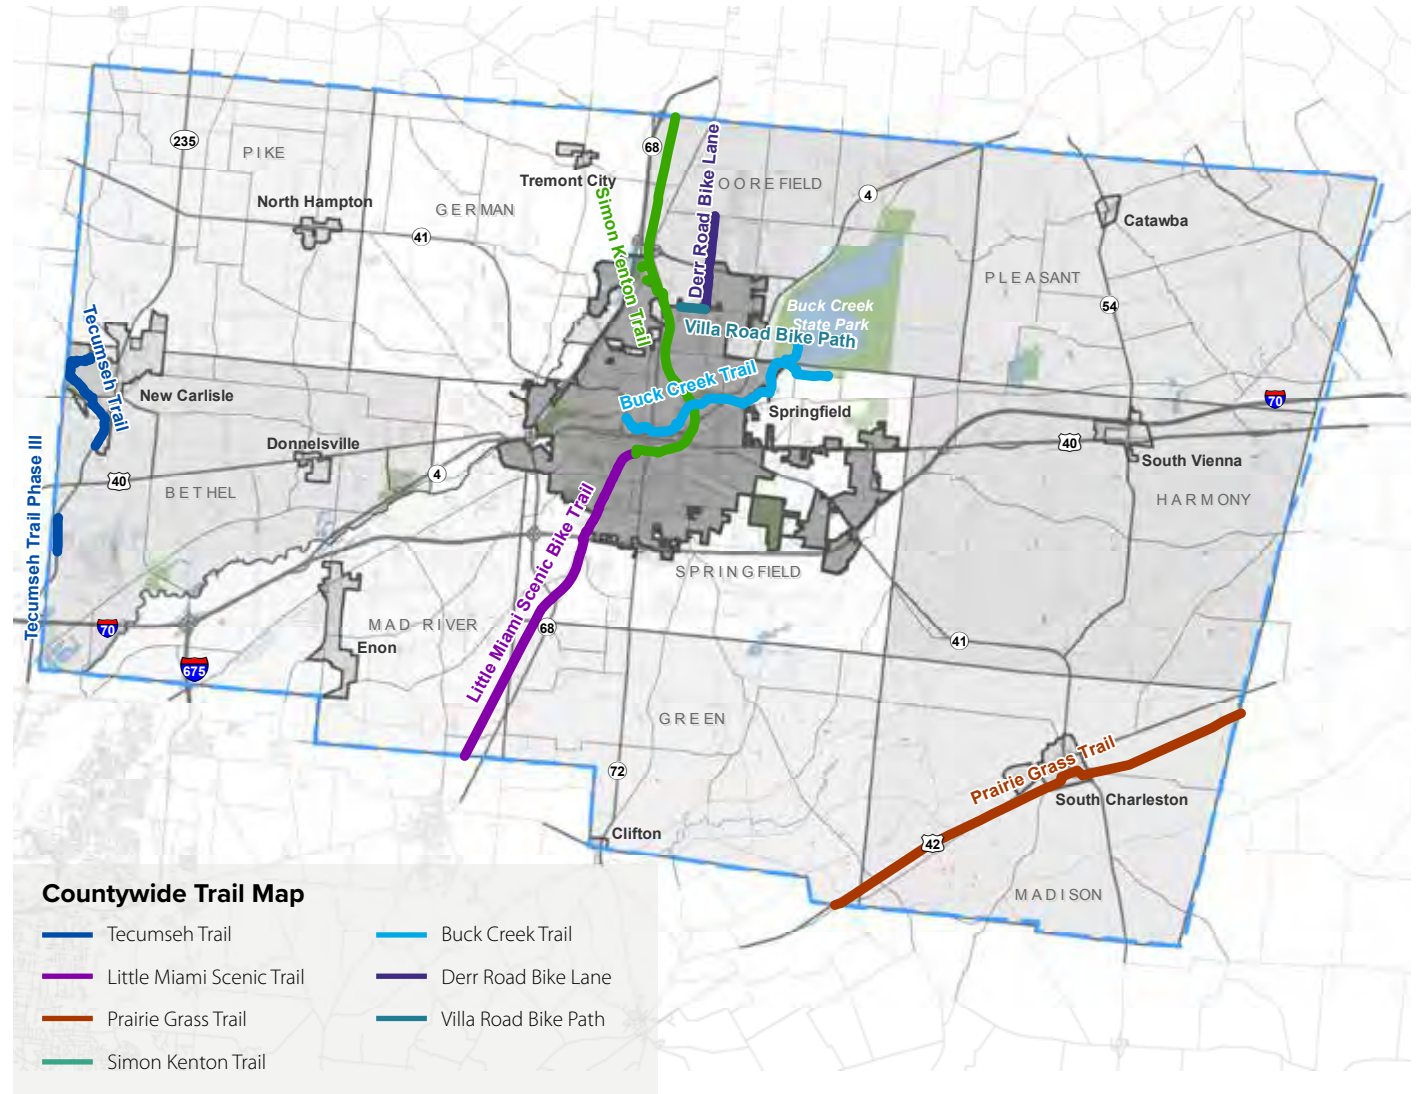 68
235
PIKE
Tremont City
OOREFIELD
4
North Hampton
GERMAN
Catawba
41
Simon Kenton Trail
Derr Road Bike Lane
PLEASANT
Buck Creek
State Park
54
Villa Road Bike Path
Tecumseh Trail
New Carlisle
Buck Creek Trail
Springfield
70
Donnelsville
40
South Vienna
4
40
BETHEL
HARMONY
Tecumseh Trail Phase III
Little Miami Scenic Bike Trail
SPRINGFIELD
70
MAD RIVER
68
41
Enon
675
GREEN
Prairie Grass Trail
72
South Charleston
Clifton
42
MADISON
Countywide Trail Map
Tecumseh Trail
Little Miami Scenic Trail
Prairie Grass Trail
Simon Kenton Trail
Buck Creek Trail
Derr Road Bike Lane
Villa Road Bike Path